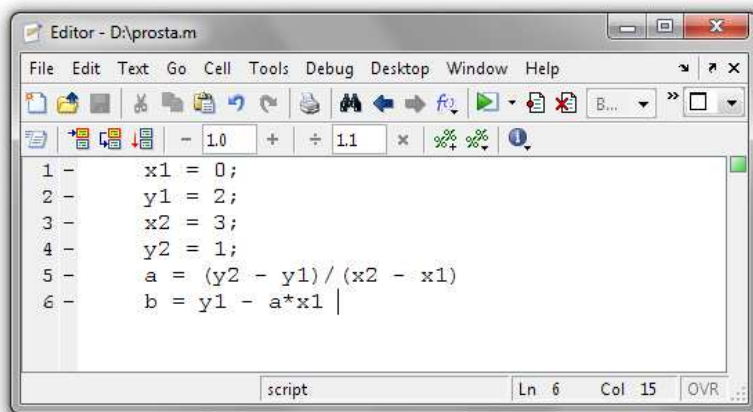 Editor - D:\prosta.m
File Edit Text Go Cell Tools Debug Desktop Window Help
B...
1.0 1.1
1 - x1 = 0;
2 - y1 = 2;
3 - x2 = 3;
4 - y2 = 1;
5 - a = (y2 - y1)/(x2 - x1)
6 - b = y1 - a*x1
script Ln 6 Col 15 OVR